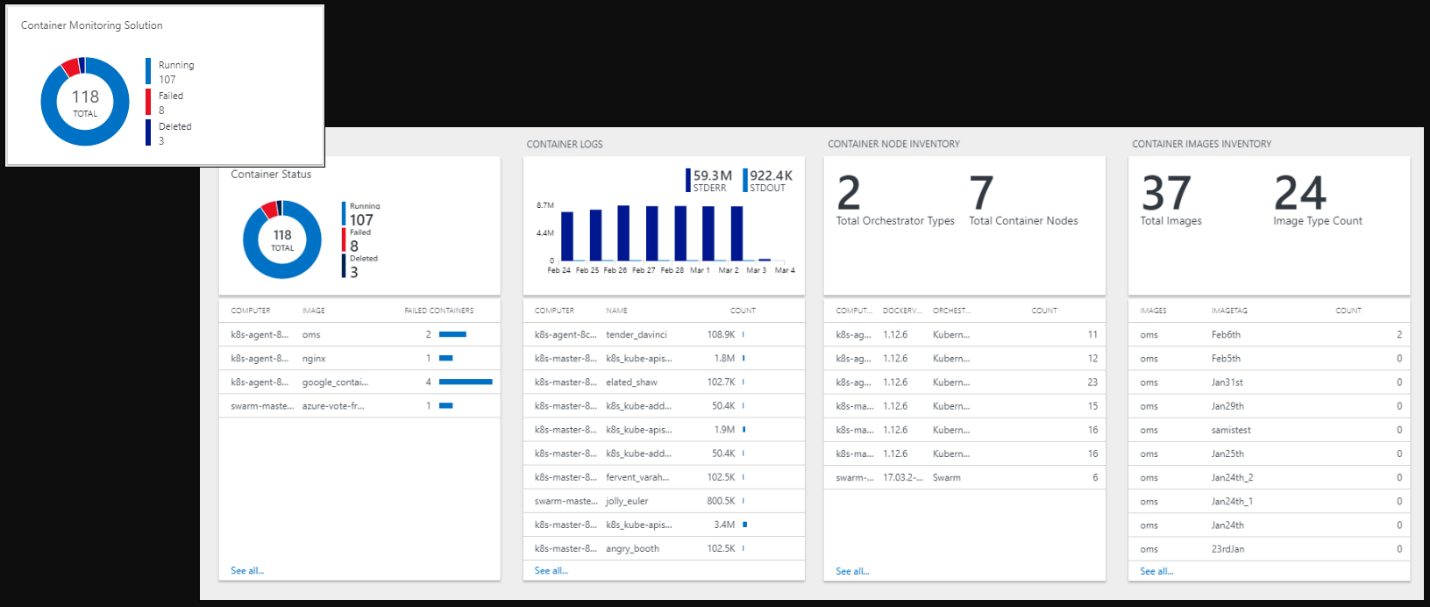 Container Monitoring Solution
118
TOTAL
Running
107
Failed
8
Deleted
3
Container Status
118
TOTAL
Running
107
Failed
8
Deleted
3
COMPUTER IMAGE FAILED CONTAINERS
k8s-agent-8... oms 2
k8s-agent-8... nginx 1
k8s-agent-8... google_contai... 4
swarm-maste... azure-vote-fr... 1
See all...
CONTAINER LOGS
59.3M 922.4K
STDERR STDOUT
8.7M
4.4M
0
Feb 24 Feb 25 Feb 26 Feb 27 Feb 28 Mar 1 Mar 2 Mar 3 Mar 4
COMPUTER NAME COUNT
k8s-agent-8c... tender_davinci 108.9K
k8s-master-8... k8s_kube-apis... 1.8M
k8s-master-8... elated_shaw 102.7K
k8s-master-8... k8s_kube-add... 50.4K
k8s-master-8... k8s_kube-apis... 1.9M
k8s-master-8... k8s_kube-add... 50.4K
k8s-master-8... fervent_varah... 102.5K
swarm-maste... jolly_euler 800.5K
k8s-master-8... k8s_kube-apis... 3.4M
k8s-master-8... angry_booth 102.5K
See all...
CONTAINER NODE INVENTORY
2 7
Total Orchestrator Types Total Container Nodes
COMPUT... DOCKERV... ORCHEST... COUNT
k8s-ag... 1.12.6 Kubern... 11
k8s-ag... 1.12.6 Kubern... 12
k8s-ag... 1.12.6 Kubern... 23
k8s-ma... 1.12.6 Kubern... 15
k8s-ma... 1.12.6 Kubern... 16
k8s-ma... 1.12.6 Kubern... 16
swarm-... 17.03.2-... Swarm 6
See all...
CONTAINER IMAGES INVENTORY
37 24
Total Images Image Type Count
IMAGES IMAGETAG COUNT
oms Feb6th 2
oms Feb5th 0
oms Jan31st 0
oms Jan29th 0
oms samistest 0
oms Jan25th 0
oms Jan24th_2 0
oms Jan24th_1 0
oms Jan24th 0
oms 23rdJan 0
See all...